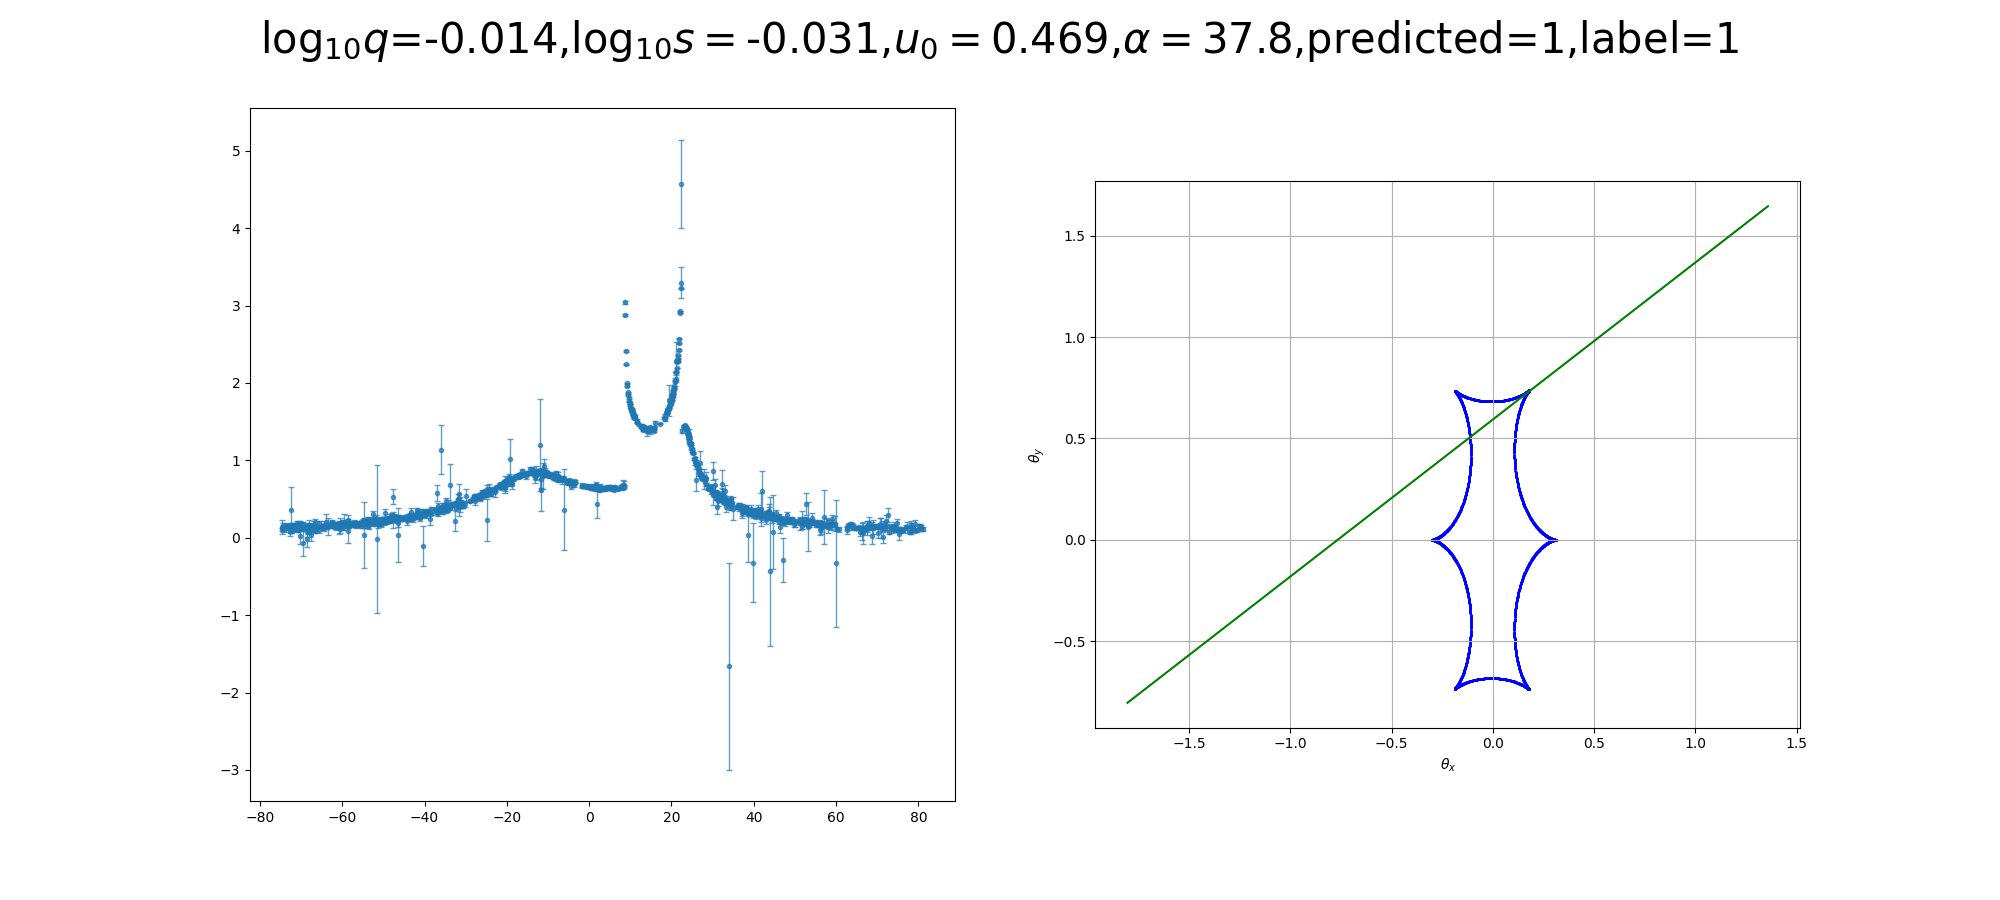 log₁₀q=-0.014,log₁₀s = -0.031,u₀ = 0.469,α = 37.8,predicted=1,label=1
5
4
3
2
1
0
−1
−2
−3
−80 −60 −40 −20 0 20 40 60 80
1.5
1.0
0.5
0.0
−0.5
θy
−1.5 −1.0 −0.5 0.0 0.5 1.0 1.5
θx